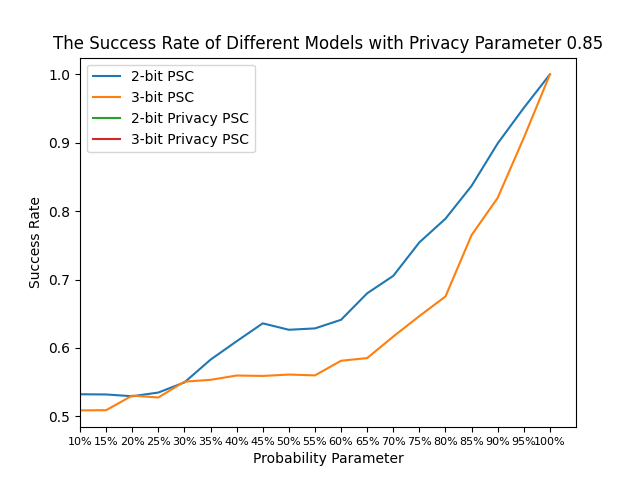 The Success Rate of Different Models with Privacy Parameter 0.85
2-bit PSC
3-bit PSC
2-bit Privacy PSC
3-bit Privacy PSC
1.0
0.9
0.8
0.7
0.6
0.5
Success Rate
10% 15% 20% 25% 30% 35% 40% 45% 50% 55% 60% 65% 70% 75% 80% 85% 90% 95% 100%
Probability Parameter